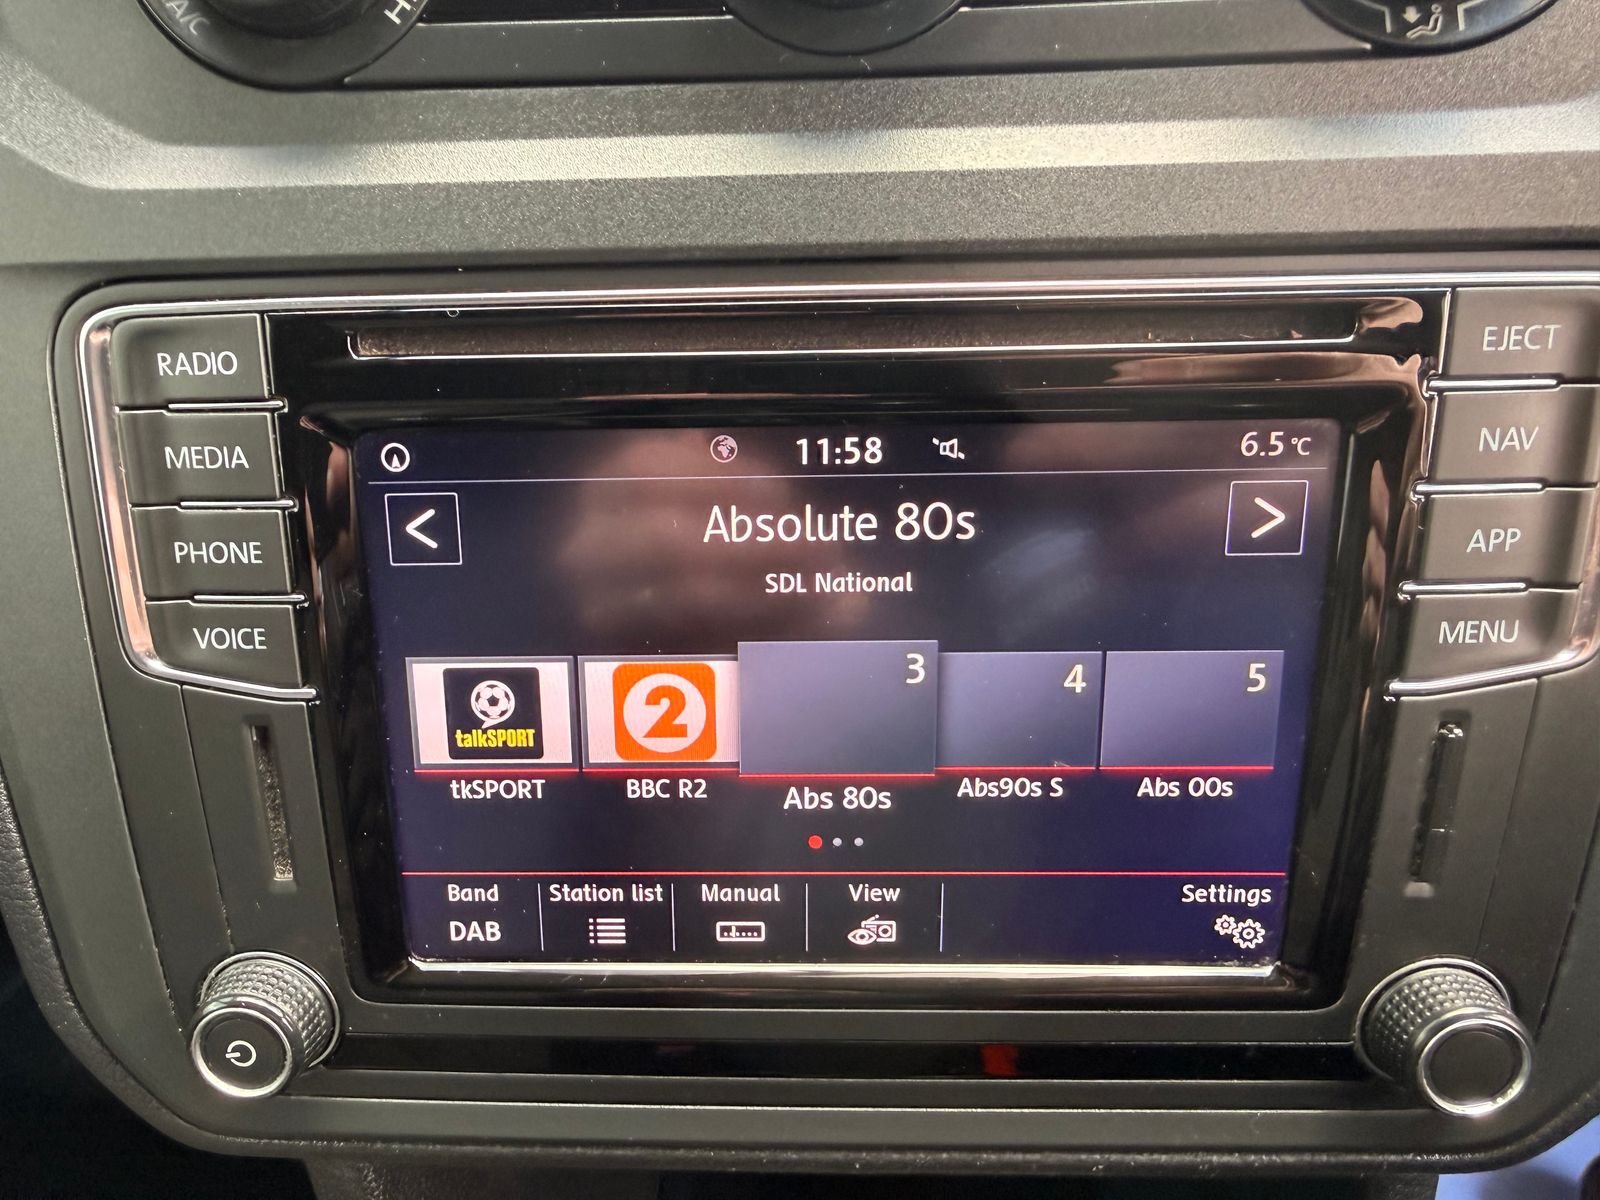 A/C
RADIO
MEDIA
PHONE
VOICE
EJECT
NAV
APP
MENU
11:58
6.5 °C
<
Absolute 80s
>
SDL National
talkSPORT
2
3
4
5
tkSPORT
BBC R2
Abs 80s
Abs90s S
Abs 00s
Band
Station list
Manual
View
Settings
DAB